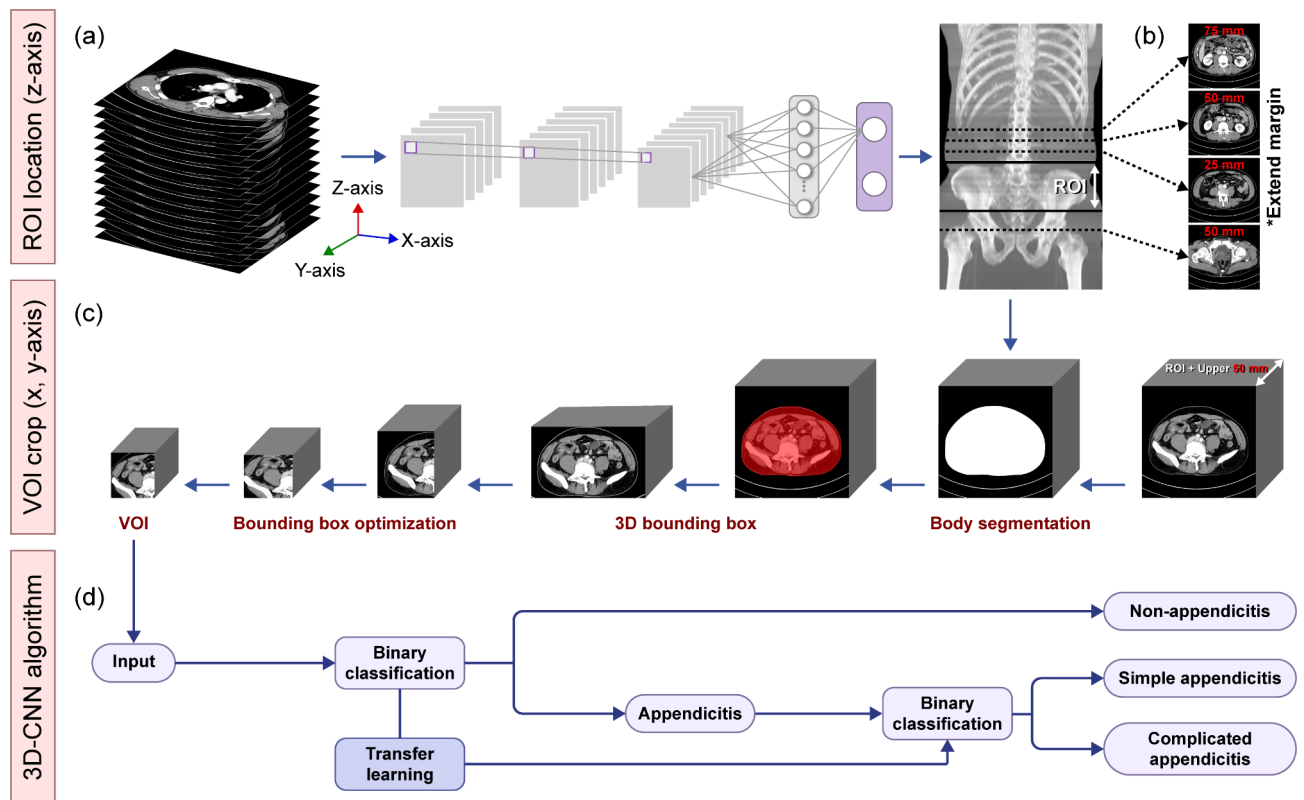 ROI location (z-axis)
(a)
Z-axis
X-axis
Y-axis
ROI
(b)
75 mm
50 mm
25 mm
50 mm
*Extend margin
VOI crop (x, y-axis)
(c)
ROI + Upper 50 mm
VOI
Bounding box optimization
3D bounding box
Body segmentation
3D-CNN algorithm
(d)
Input
Binary
classification
Transfer
learning
Appendicitis
Binary
classification
Non-appendicitis
Simple appendicitis
Complicated
appendicitis